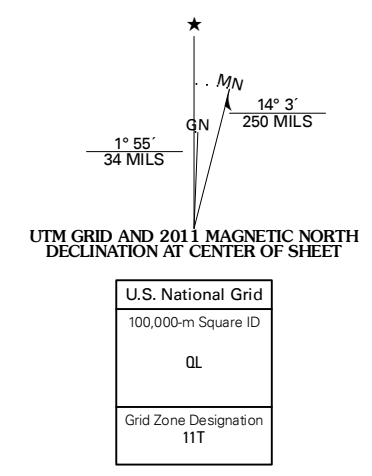 ★
MN
GN
14° 3´
250 MILS
1° 55´
34 MILS
UTM GRID AND 2011 MAGNETIC NORTH
DECLINATION AT CENTER OF SHEET
U.S. National Grid
100,000-m Square ID
QL
Grid Zone Designation
11T